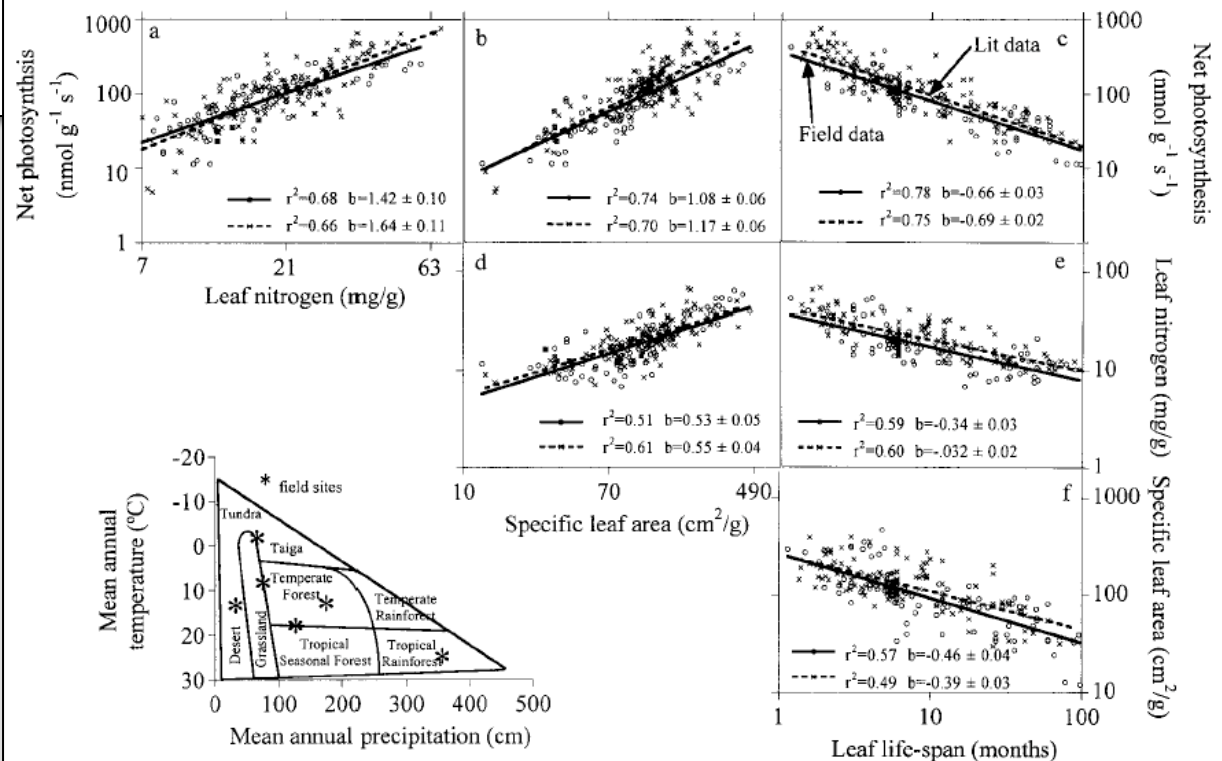 Net photosynthsis
(nmol g⁻¹ s⁻¹)
1000
100
10
1
a
r²=0.68 b=1.42 ± 0.10
r²=0.66 b=1.64 ± 0.11
7 21 63
Leaf nitrogen (mg/g)
b
r²=0.74 b=1.08 ± 0.06
r²=0.70 b=1.17 ± 0.06
c
Lit data
Field data
r²=0.78 b=-0.66 ± 0.03
r²=0.75 b=-0.69 ± 0.02
1000
100
10
Net photosynthesis
(nmol g⁻¹ s⁻¹)
d
r²=0.51 b=0.53 ± 0.05
r²=0.61 b=0.55 ± 0.04
10 70 490
Specific leaf area (cm²/g)
e
r²=0.59 b=-0.34 ± 0.03
r²=0.60 b=-.032 ± 0.02
100
10
1
Leaf nitrogen (mg/g)
f
r²=0.57 b=-0.46 ± 0.04
r²=0.49 b=-0.39 ± 0.03
1000
100
10
Specific leaf area (cm²/g)
1 10 100
Leaf life-span (months)
Mean annual
temperature (°C)
-20
-10
0
10
20
30
* field sites
Tundra
Taiga
Temperate
Forest
Temperate
Rainforest
Desert
Grassland
Tropical
Seasonal Forest
Tropical
Rainforest
0 100 200 300 400 500
Mean annual precipitation (cm)